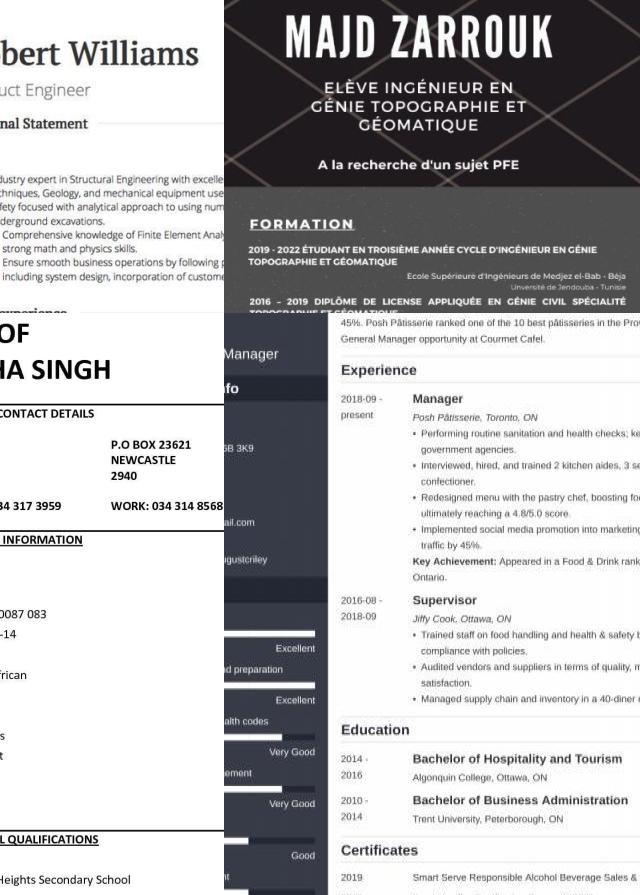 bert Williams
uct Engineer
nal Statement
dustry expert in Structural Engineering with excelle
chniques, Geology, and mechanical equipment use
fety focused with analytical approach to using num
derground excavations.
Comprehensive knowledge of Finite Element Analy
strong math and physics skills.
Ensure smooth business operations by following p
including system design, incorporation of custome
MAJD ZARROUK
ELÈVE INGÉNIEUR EN
GÉNIE TOPOGRAPHIE ET
GÉOMATIQUE
A la recherche d'un sujet PFE
FORMATION
2019 - 2022 ÉTUDIANT EN TROISIÈME ANNÉE CYCLE D'INGÉNIEUR EN GÉNIE
TOPOGRAPHIE ET GÉOMATIQUE
Ecole Supérieure d'Ingénieurs de Medjez el-Bab - Béja
Unversité de Jendouba - Tunisie
2016 – 2019 DIPLÔME DE LICENSE APPLIQUÉE EN GÉNIE CIVIL SPÉCIALITÉ
TOPOGRAPHIE ET GÉOMATIQUE
OF
HA SINGH
CONTACT DETAILS
P.O BOX 23621
NEWCASTLE
2940
34 317 3959 WORK: 034 314 8568
INFORMATION
0087 083
-14
frican
s
t
L QUALIFICATIONS
Heights Secondary School
Manager
nfo
6B 3K9
ail.com
ugustcriley
Excellent
d preparation
Excellent
alth codes
Very Good
ement
Very Good
Good
nt
45%. Posh Pâtisserie ranked one of the 10 best pâtisseries in the Prov
General Manager opportunity at Courmet Cafel.
Experience
2018-09 - Manager
present Posh Pâtisserie, Toronto, ON
• Performing routine sanitation and health checks; ke
government agencies.
• Interviewed, hired, and trained 2 kitchen aides, 3 se
confectioner.
• Redesigned menu with the pastry chef, boosting foo
ultimately reaching a 4.8/5.0 score.
• Implemented social media promotion into marketing
traffic by 45%.
Key Achievement: Appeared in a Food & Drink rank
Ontario.
2016-08 - Supervisor
2018-09 Jiffy Cook, Ottawa, ON
• Trained staff on food handling and health & safety b
compliance with policies.
• Audited vendors and suppliers in terms of quality, m
satisfaction.
• Managed supply chain and inventory in a 40-diner r
Education
2014 - Bachelor of Hospitality and Tourism
2016 Algonquin College, Ottawa, ON
2010 - Bachelor of Business Administration
2014 Trent University, Peterborough, ON
Certificates
2019 Smart Serve Responsible Alcohol Beverage Sales &